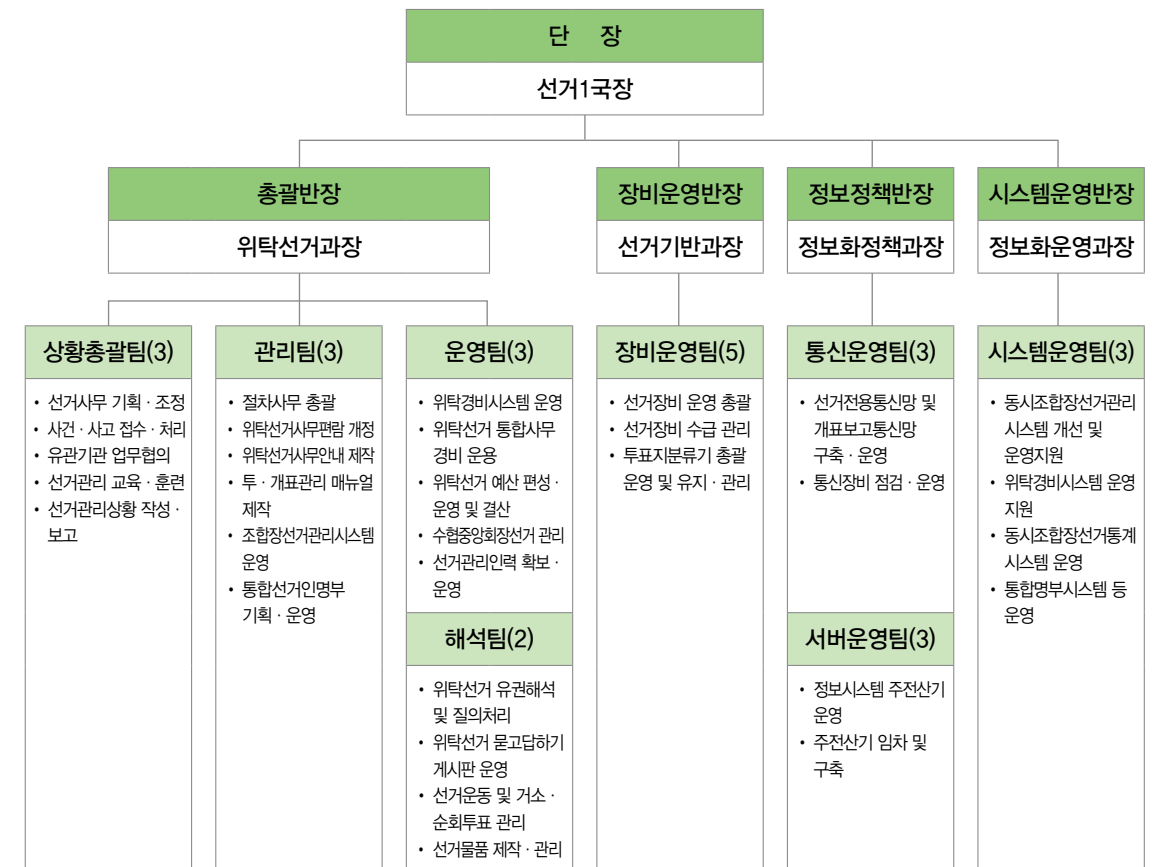 단 장
선거1국장
총괄반장
위탁선거과장
장비운영반장
선거기반과장
정보정책반장
정보화정책과장
시스템운영반장
정보화운영과장
상황총괄팀(3)
• 선거사무 기획 · 조정
• 사건 · 사고 접수 · 처리
• 유관기관 업무협의
• 선거관리 교육 · 훈련
• 선거관리상황 작성 ·
보고
관리팀(3)
• 절차사무 총괄
• 위탁선거사무편람 개정
• 위탁선거사무안내 제작
• 투 · 개표관리 매뉴얼
제작
• 조합장선거관리시스템
운영
• 통합선거인명부
기획 · 운영
운영팀(3)
• 위탁경비시스템 운영
• 위탁선거 통합사무
경비 운용
• 위탁선거 예산 편성 ·
운영 및 결산
• 수협중앙회장선거 관리
• 선거관리인력 확보 ·
운영
해석팀(2)
• 위탁선거 유권해석
및 질의처리
• 위탁선거 묻고답하기
게시판 운영
• 선거운동 및 거소 ·
순회투표 관리
• 선거물품 제작 · 관리
장비운영팀(5)
• 선거장비 운영 총괄
• 선거장비 수급 관리
• 투표지분류기 총괄
운영 및 유지 · 관리
통신운영팀(3)
• 선거전용통신망 및
개표보고통신망
구축 · 운영
• 통신장비 점검 · 운영
서버운영팀(3)
• 정보시스템 주전산기
운영
• 주전산기 임차 및
구축
시스템운영팀(3)
• 동시조합장선거관리
시스템 개선 및
운영지원
• 위탁경비시스템 운영
지원
• 동시조합장선거통계
시스템 운영
• 통합명부시스템 등
운영